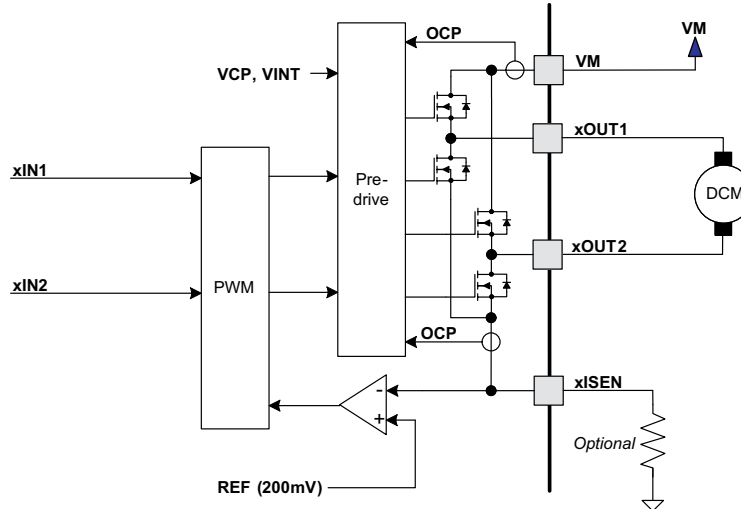 OCP
VM
VM
VCP, VINT
xOUT1
xIN1
Pre-
drive
DCM
xOUT2
xIN2
PWM
OCP
xISEN
-
+
Optional
REF (200mV)